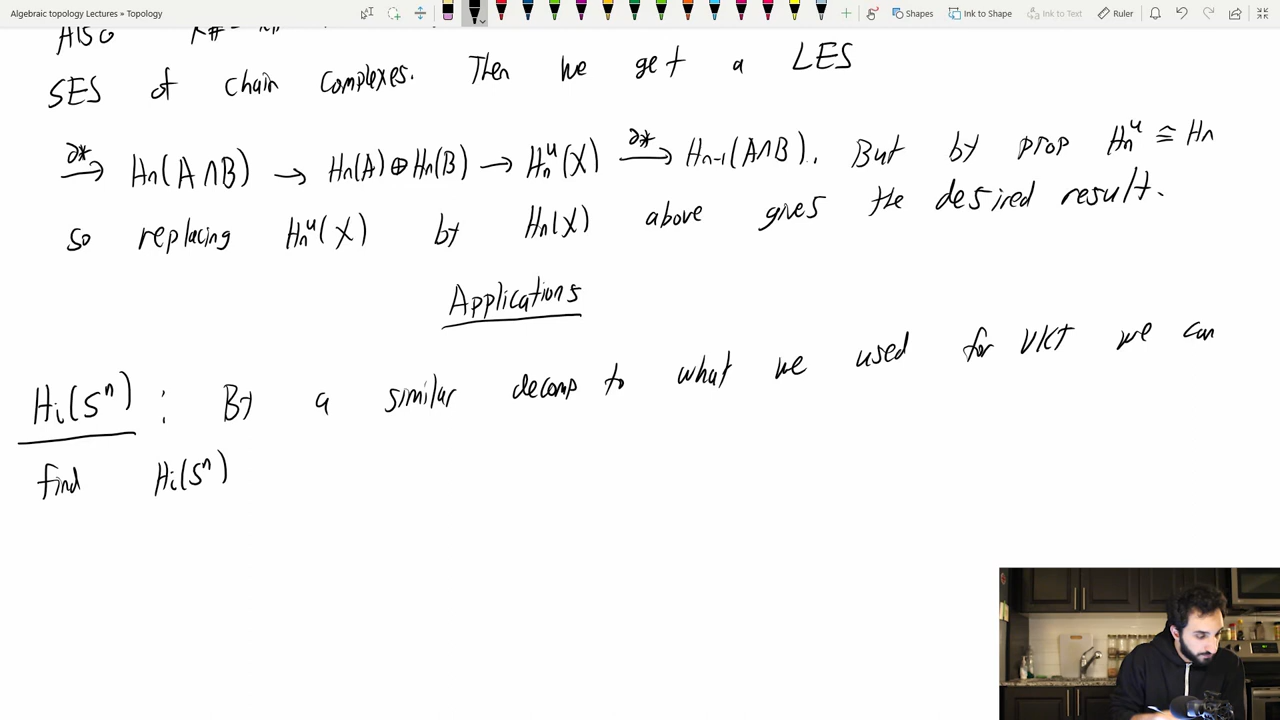 Algebraic topology Lectures » Topology
Shapes Ink to Shape Ink to Text Ruler
Also
SES of chain complexes. Then we get a LES
∂* → Hn(A∩B) → Hn(A)⊕Hn(B) → Hn^u(X) ∂* → Hn-1(A∩B). But by prop Hn^u ≅ Hn
so replacing Hn^u(X) by Hn(X) above gives the desired result.
Applications
Hi(S^n) : By a similar decomp to what we used for VKT we can
find Hi(S^n)